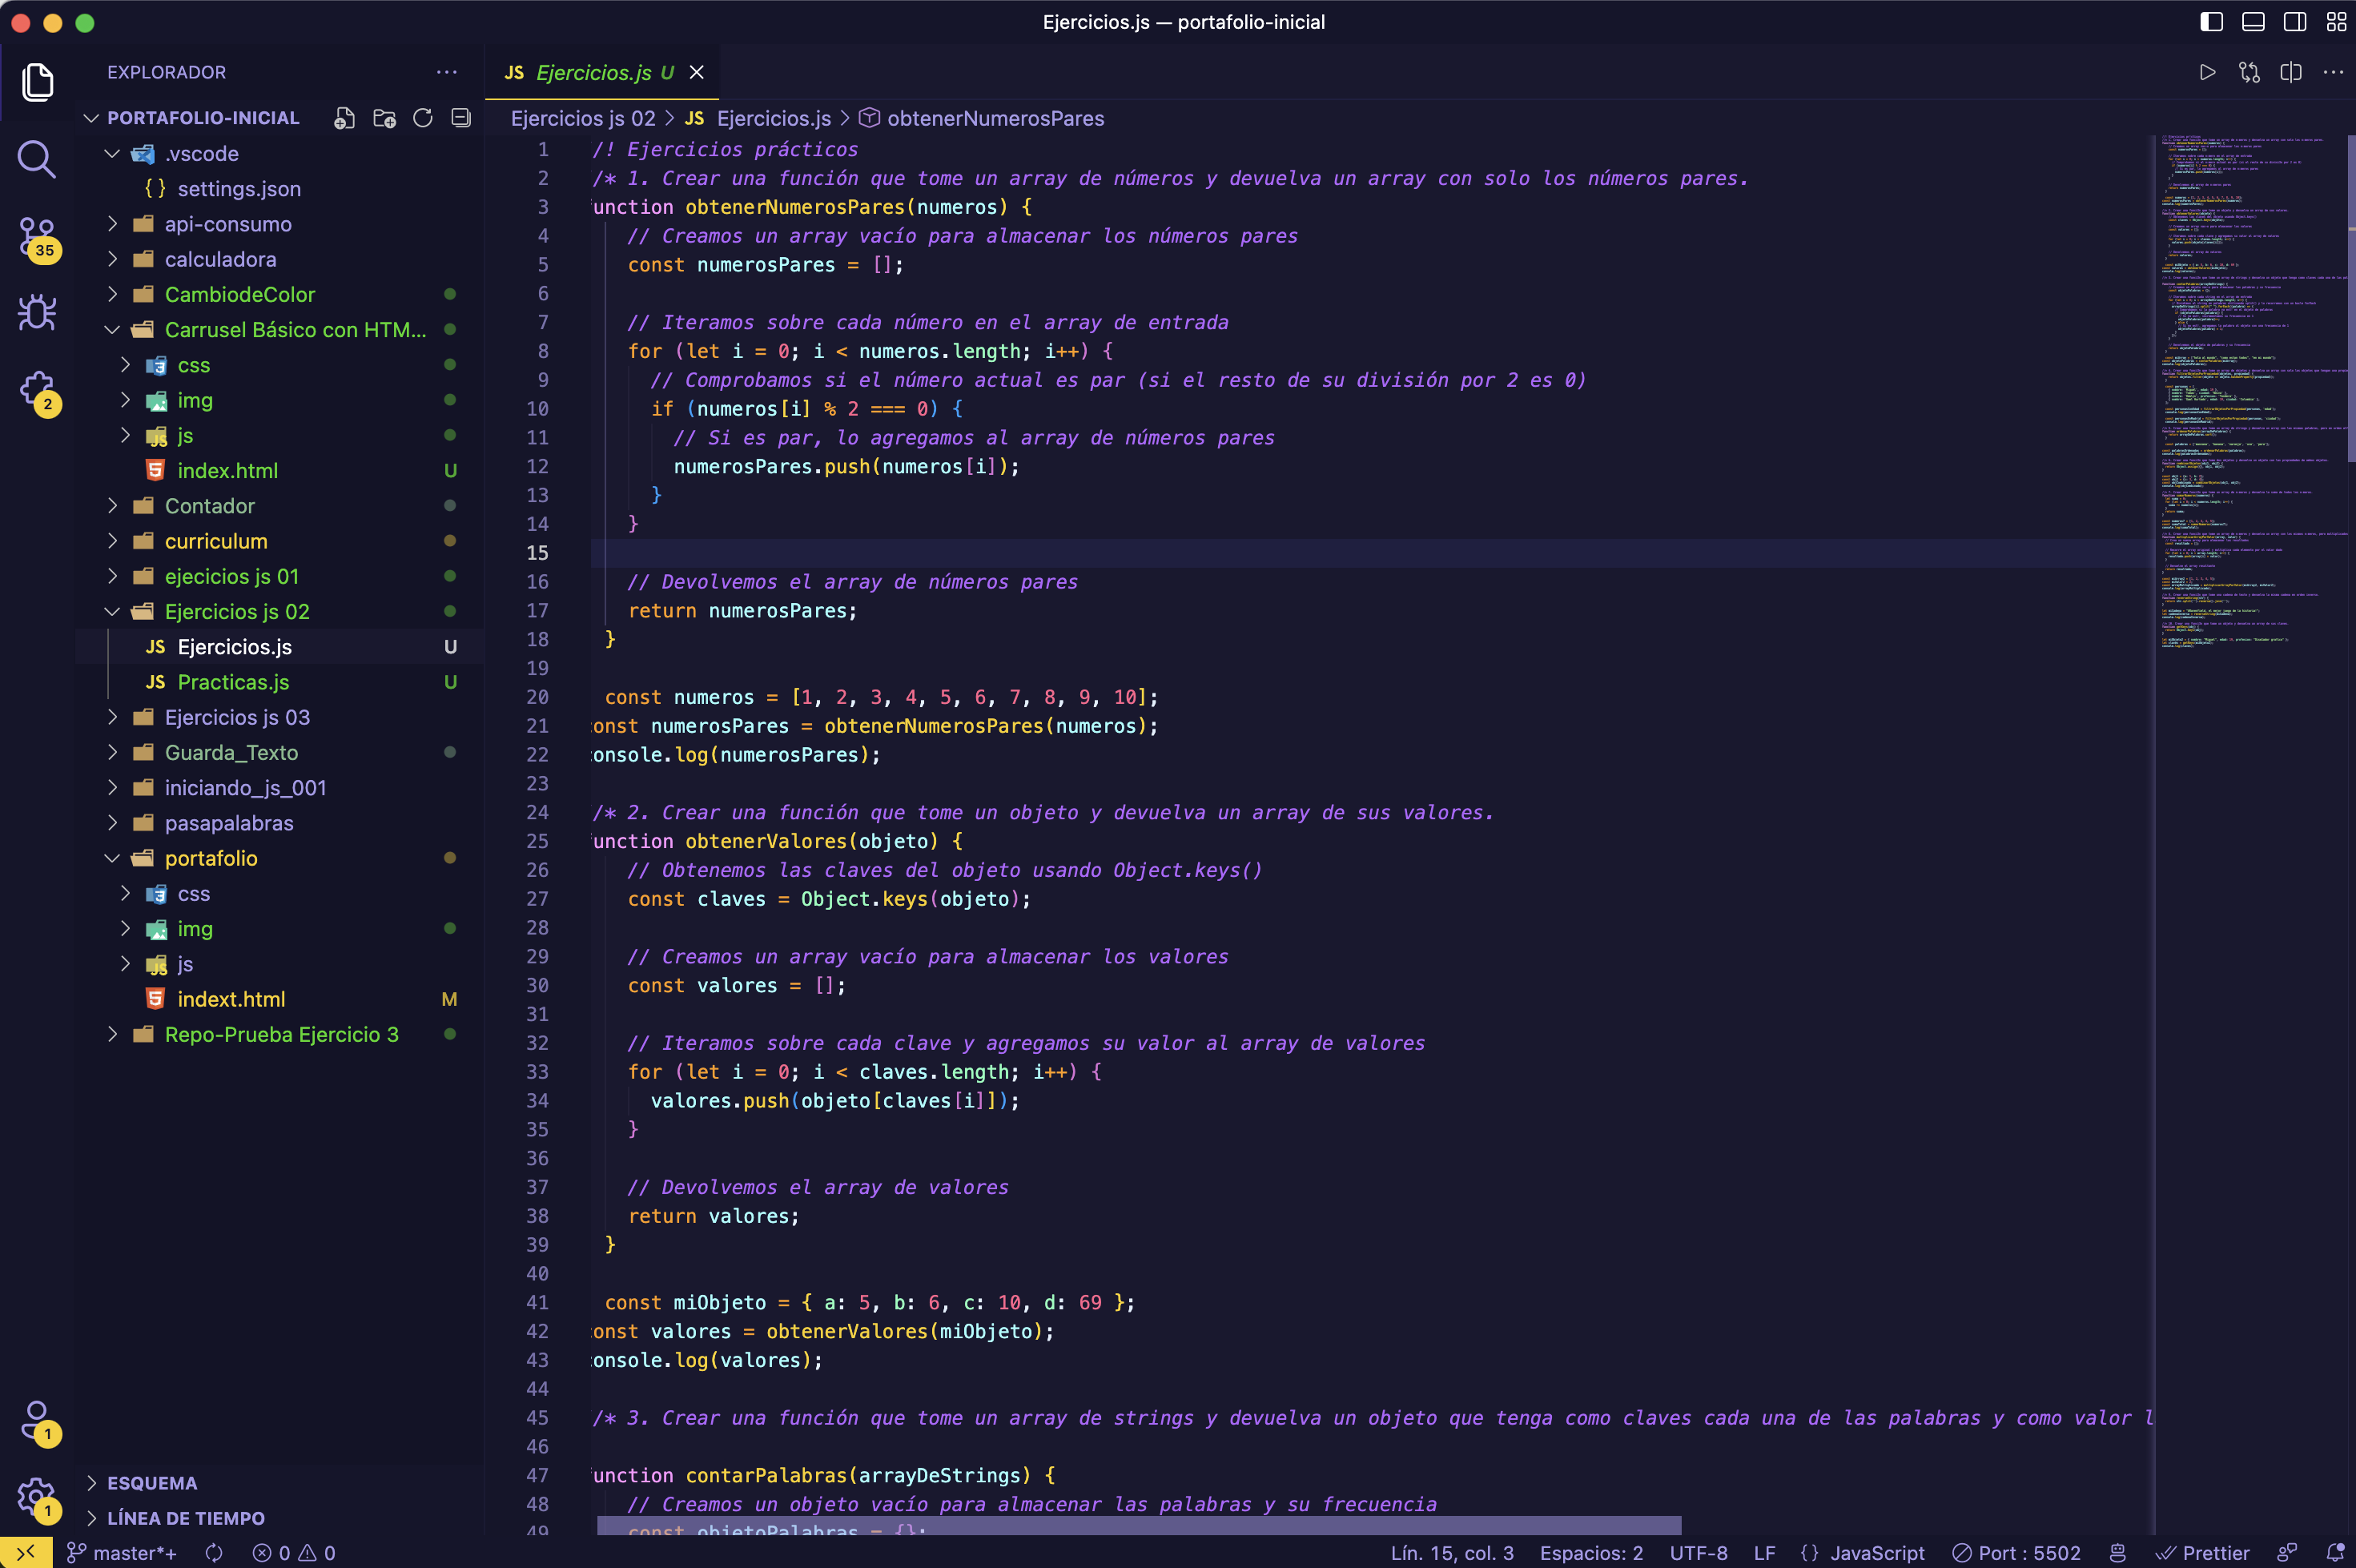 Ejercicios.js — portafolio-inicial
EXPLORADOR
PORTAFOLIO-INICIAL
.vscode
{ } settings.json
api-consumo
calculadora
CambiodeColor
Carrusel Básico con HTM...
css
img
js
index.html U
Contador
curriculum
ejecicios js 01
Ejercicios js 02
JS Ejercicios.js U
JS Practicas.js U
Ejercicios js 03
Guarda_Texto
iniciando_js_001
pasapalabras
portafolio
css
img
js
indext.html M
Repo-Prueba Ejercicio 3
ESQUEMA
LÍNEA DE TIEMPO
35
2
1
1
JS Ejercicios.js U
Ejercicios js 02 > JS Ejercicios.js > obtenerNumerosPares
1 /! Ejercicios prácticos
2 /* 1. Crear una función que tome un array de números y devuelva un array con solo los números pares.
3 unction obtenerNumerosPares(numeros) {
4 // Creamos un array vacío para almacenar los números pares
5 const numerosPares = [];
6
7 // Iteramos sobre cada número en el array de entrada
8 for (let i = 0; i < numeros.length; i++) {
9 // Comprobamos si el número actual es par (si el resto de su división por 2 es 0)
10 if (numeros[i] % 2 === 0) {
11 // Si es par, lo agregamos al array de números pares
12 numerosPares.push(numeros[i]);
13 }
14 }
15
16 // Devolvemos el array de números pares
17 return numerosPares;
18 }
19
20 const numeros = [1, 2, 3, 4, 5, 6, 7, 8, 9, 10];
21 onst numerosPares = obtenerNumerosPares(numeros);
22 onsole.log(numerosPares);
23
24 /* 2. Crear una función que tome un objeto y devuelva un array de sus valores.
25 unction obtenerValores(objeto) {
26 // Obtenemos las claves del objeto usando Object.keys()
27 const claves = Object.keys(objeto);
28
29 // Creamos un array vacío para almacenar los valores
30 const valores = [];
31
32 // Iteramos sobre cada clave y agregamos su valor al array de valores
33 for (let i = 0; i < claves.length; i++) {
34 valores.push(objeto[claves[i]]);
35 }
36
37 // Devolvemos el array de valores
38 return valores;
39 }
40
41 const miObjeto = { a: 5, b: 6, c: 10, d: 69 };
42 onst valores = obtenerValores(miObjeto);
43 onsole.log(valores);
44
45 /* 3. Crear una función que tome un array de strings y devuelva un objeto que tenga como claves cada una de las palabras y como valor l
46
47 unction contarPalabras(arrayDeStrings) {
48 // Creamos un objeto vacío para almacenar las palabras y su frecuencia
49 const objetoPalabras = {};
master*+ 0 0 Lín. 15, col. 3 Espacios: 2 UTF-8 LF { } JavaScript Port : 5502 Prettier